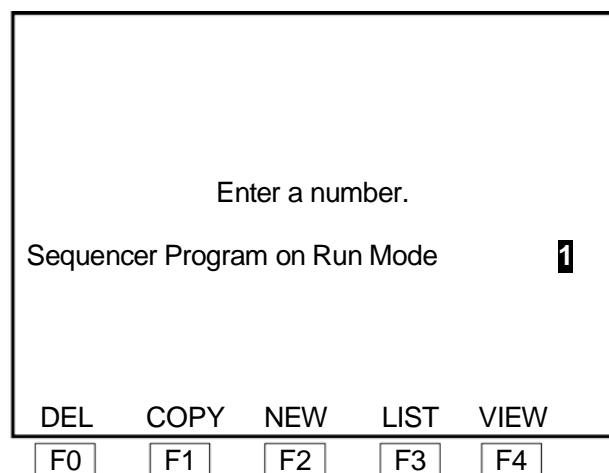 Enter a number.
Sequencer Program on Run Mode 1
DEL COPY NEW LIST VIEW
F0 F1 F2 F3 F4